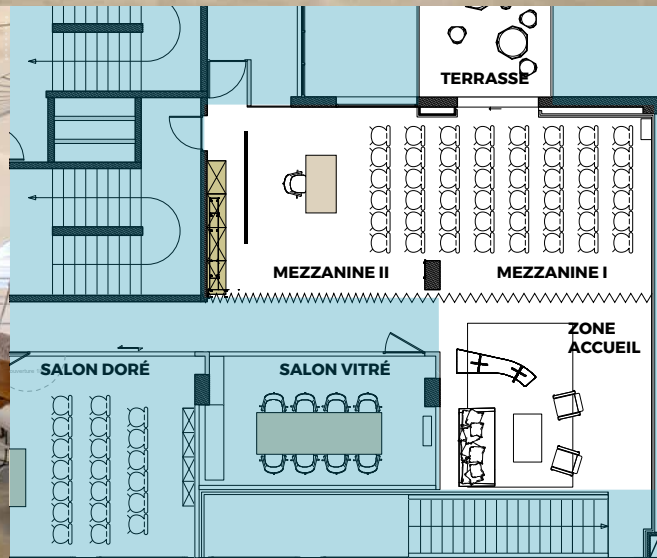 TERRASSE
MEZZANINE II
MEZZANINE I
ZONE
ACCUEIL
SALON DORÉ
SALON VITRÉ